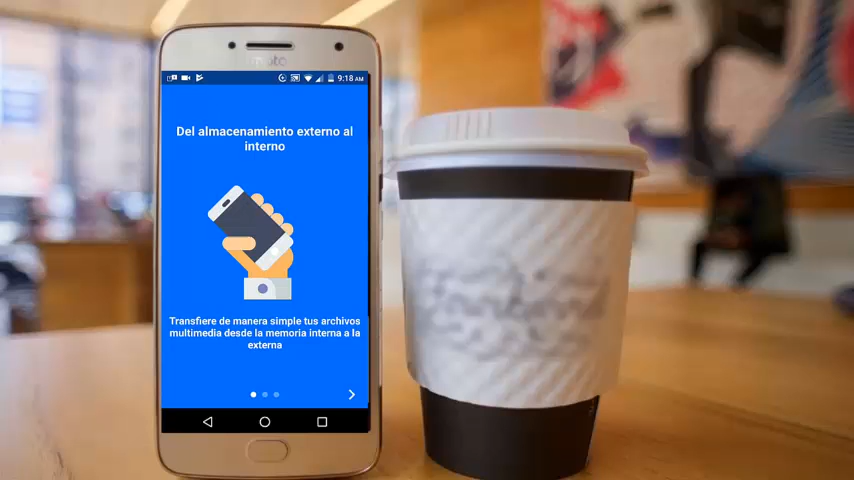 moto
9:18 AM
Del almacenamiento externo al
interno
Transfiere de manera simple tus archivos
multimedia desde la memoria interna a la
externa